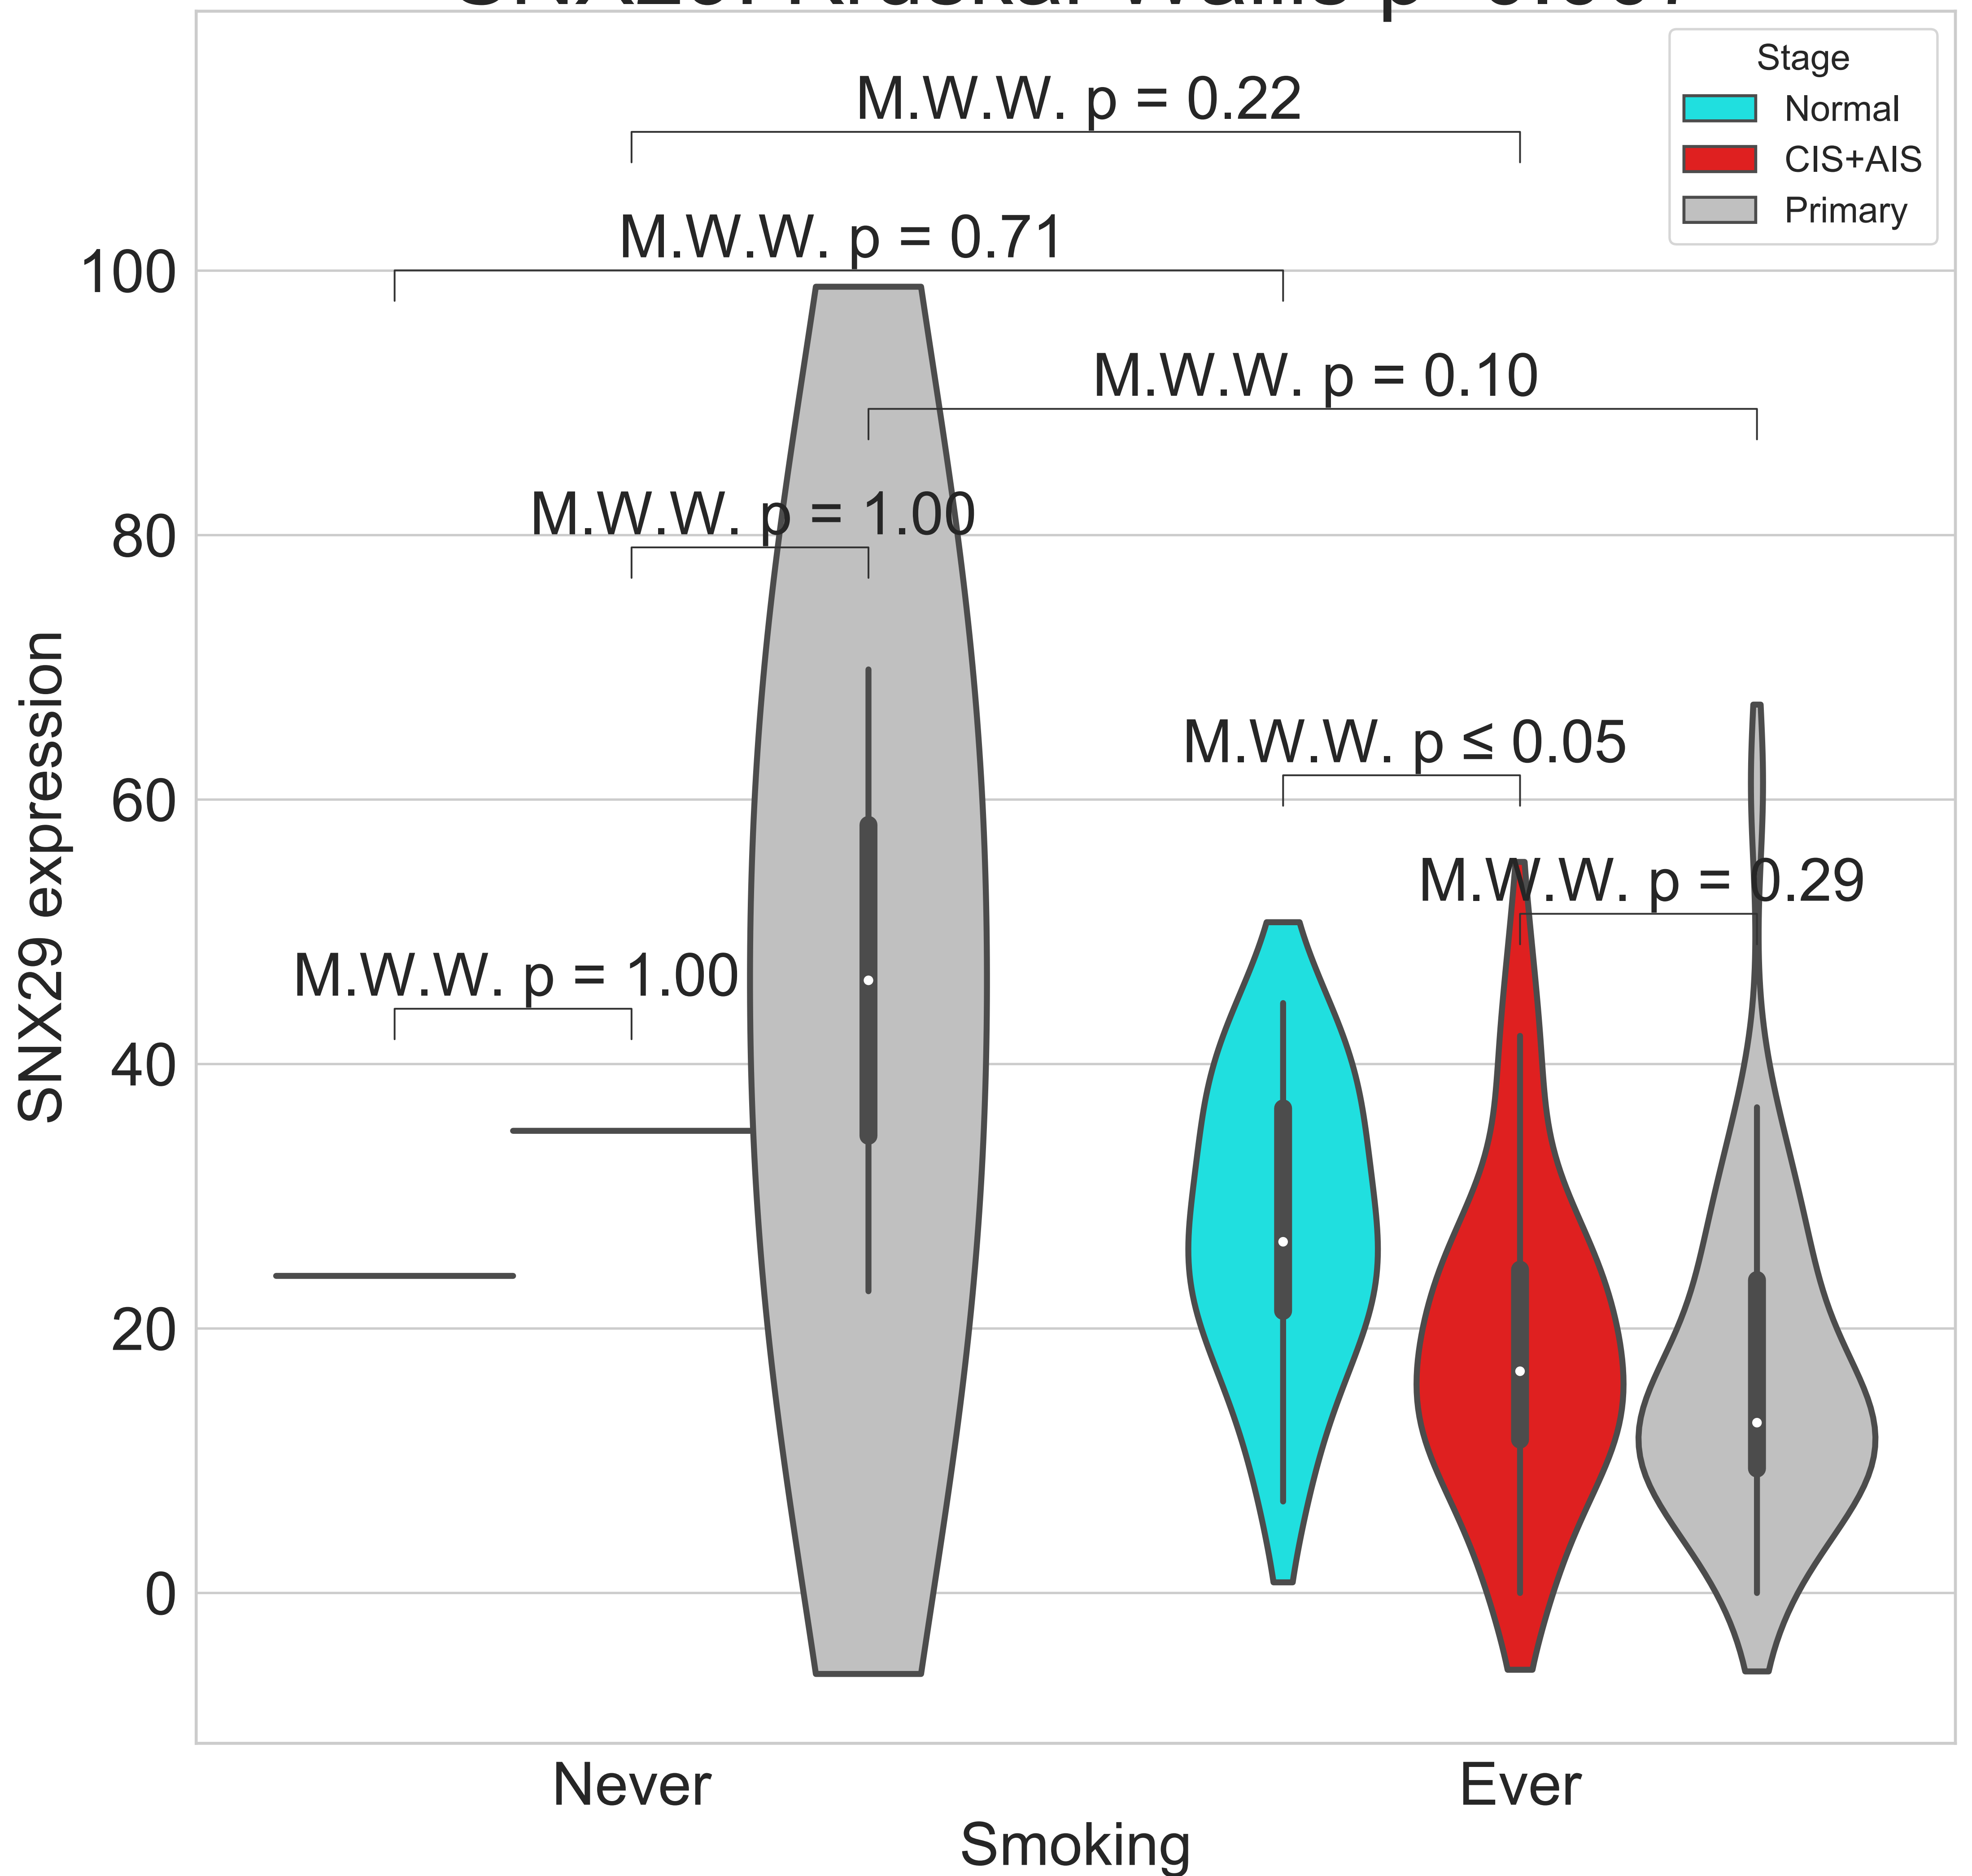 Stage
Normal
CIS+AIS
Primary
M.W.W. p = 0.22
M.W.W. p = 0.71
M.W.W. p = 0.10
M.W.W. p = 1.00
M.W.W. p ≤ 0.05
M.W.W. p = 0.29
M.W.W. p = 1.00
100
80
60
40
20
0
SNX29 expression
Never
Ever
Smoking